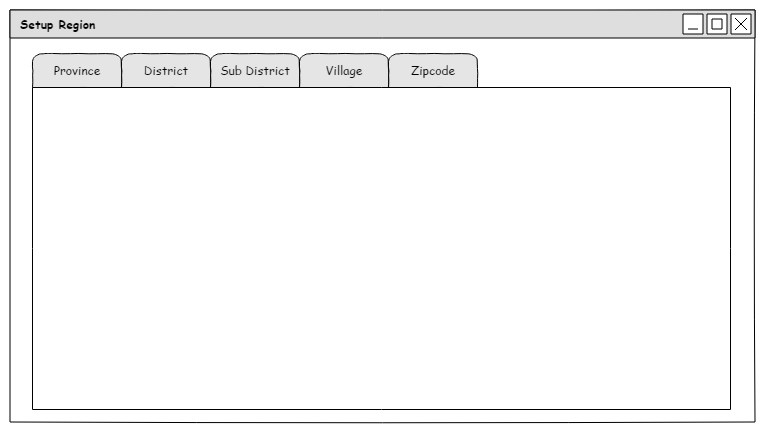 Setup Region
Province District Sub District Village Zipcode